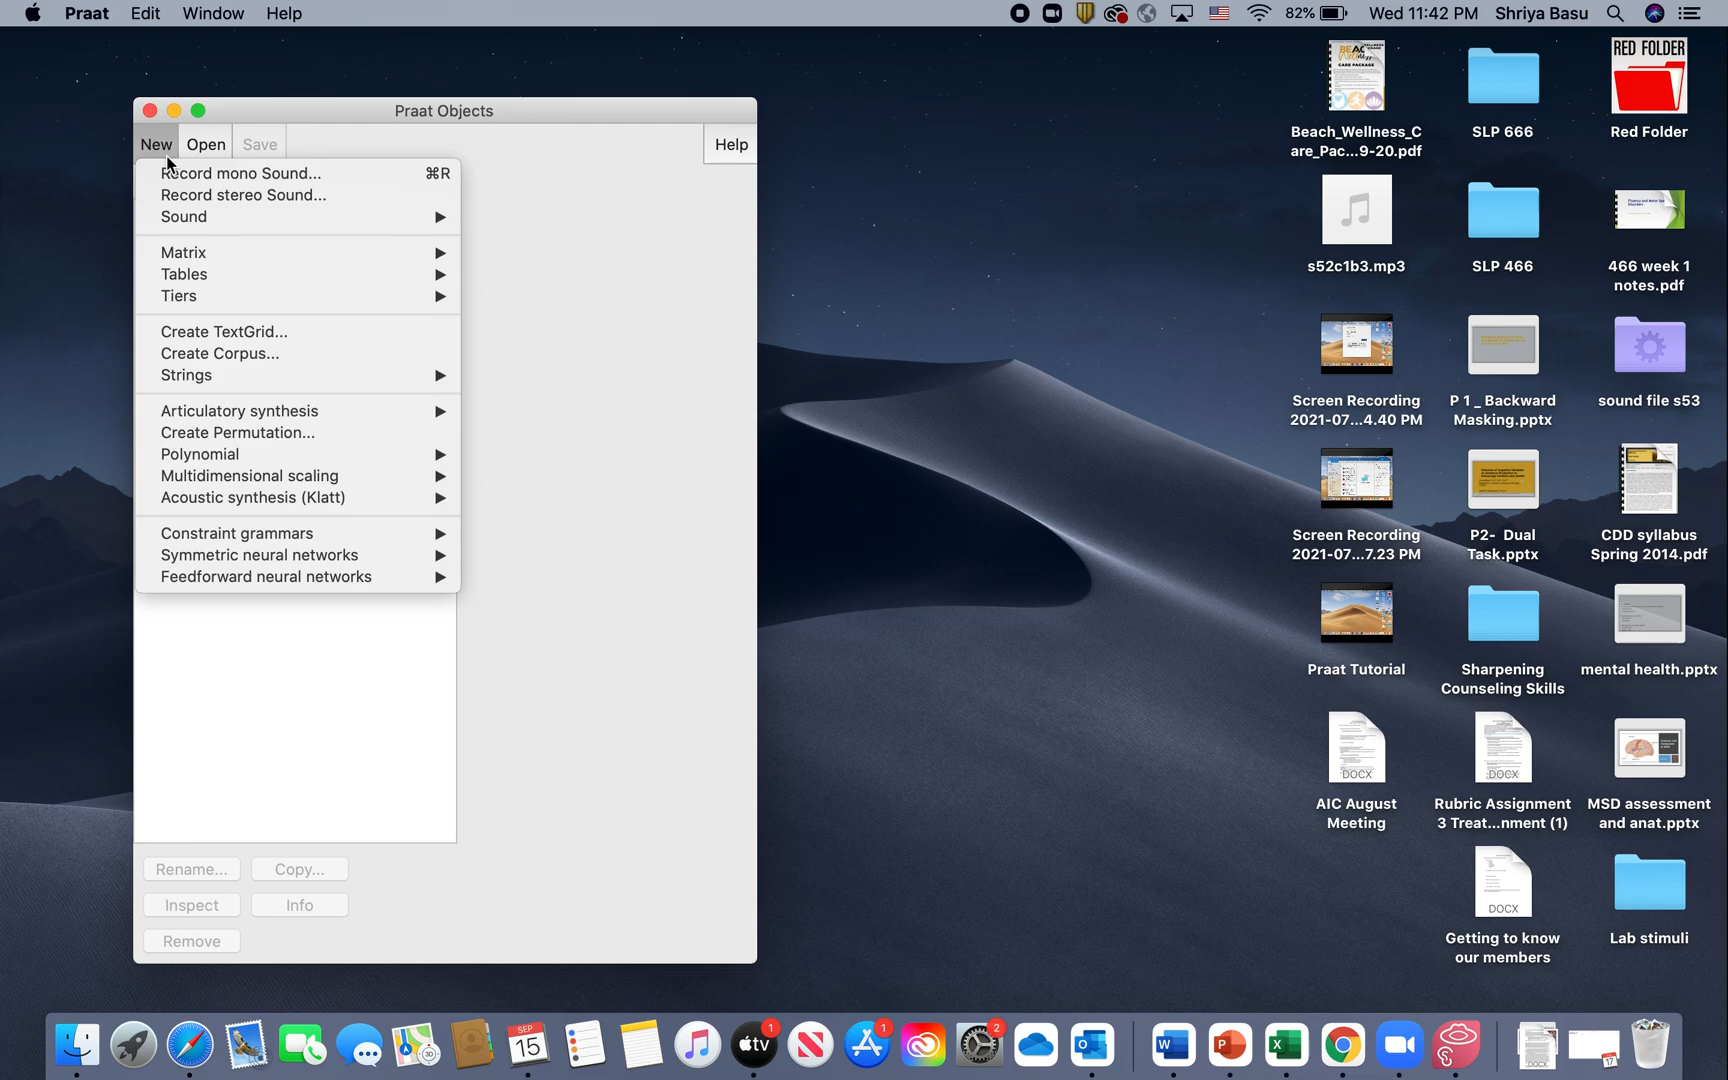 Praat Edit Window Help
82% Wed 11:42 PM Shriya Basu
Praat Objects
New Open Save Help
Record mono Sound... ⌘R
Record stereo Sound...
Sound
Matrix
Tables
Tiers
Create TextGrid...
Create Corpus...
Strings
Articulatory synthesis
Create Permutation...
Polynomial
Multidimensional scaling
Acoustic synthesis (Klatt)
Constraint grammars
Symmetric neural networks
Feedforward neural networks
Rename... Copy...
Inspect Info
Remove
RED FOLDER
Beach_Wellness_C
are_Pac...9-20.pdf
SLP 666
Red Folder
s52c1b3.mp3
SLP 466
466 week 1
notes.pdf
Screen Recording
2021-07...4.40 PM
P 1 _ Backward
Masking.pptx
sound file s53
Screen Recording
2021-07...7.23 PM
P2- Dual
Task.pptx
CDD syllabus
Spring 2014.pdf
Praat Tutorial
Sharpening
Counseling Skills
mental health.pptx
DOCX
AIC August
Meeting
DOCX
Rubric Assignment
3 Treat...nment (1)
MSD assessment
and anat.pptx
DOCX
Getting to know
our members
Lab stimuli
SEP
15
tv
1
1
2
17